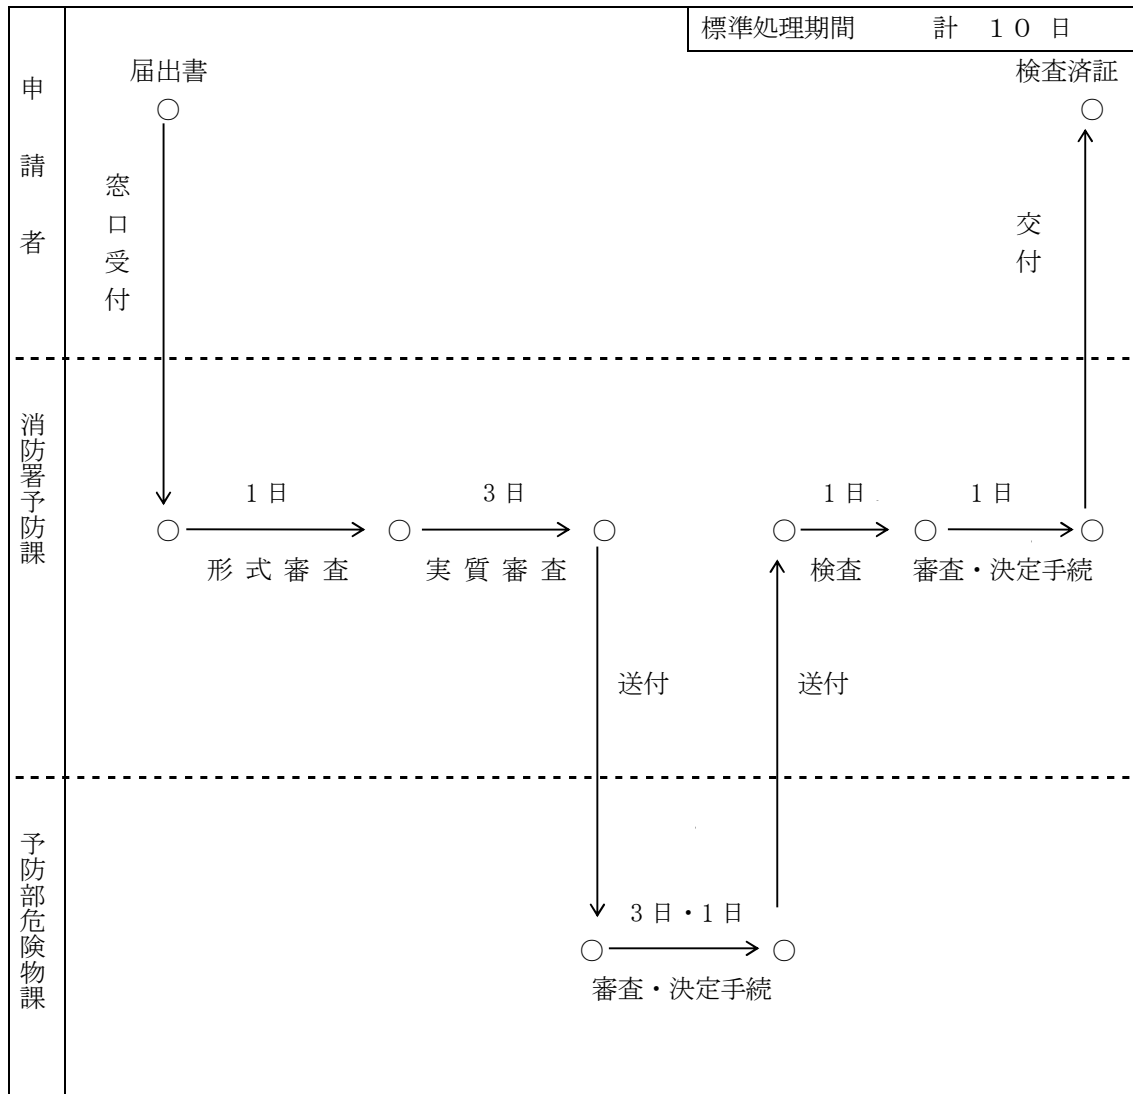 標準処理期間 計 10 日
申請者
届出書
検査済証
窓口受付
交付
消防署予防課
1日
3日
1日
1日
形式審査
実質審査
検査
審査・決定手続
送付
送付
予防部危険物課
3日・1日
審査・決定手続